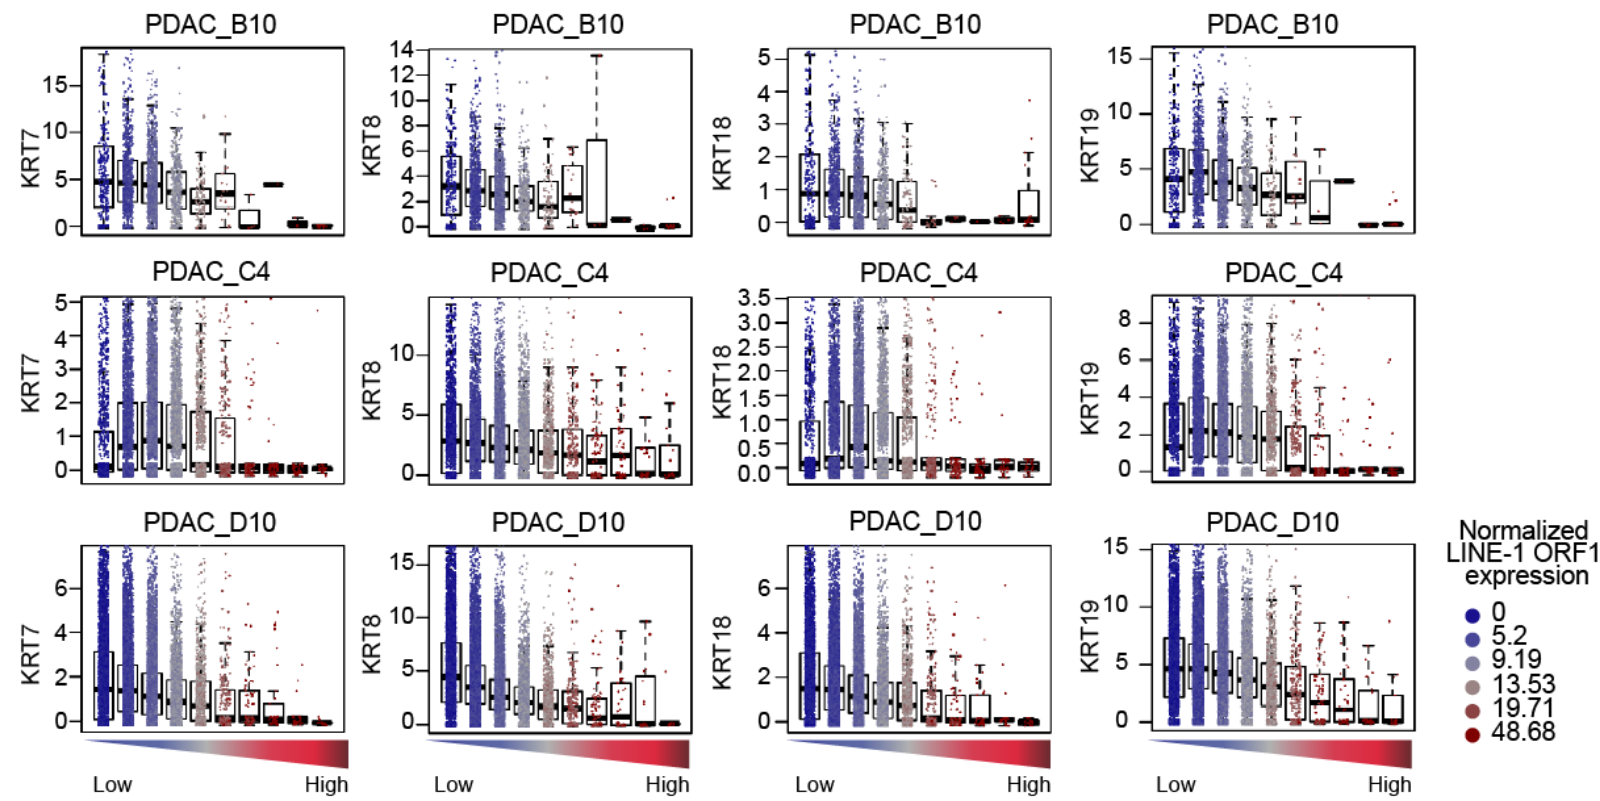 PDAC_B10 PDAC_B10 PDAC_B10 PDAC_B10
KRT7 15 10 5 0
KRT8 14 12 10 8 6 4 2 0
KRT18 5 4 3 2 1 0
KRT19 15 10 5 0
PDAC_C4 PDAC_C4 PDAC_C4 PDAC_C4
KRT7 5 4 3 2 1 0
KRT8 10 5 0
KRT18 3.5 3.0 2.5 2.0 1.5 1.0 0.5 0.0
KRT19 8 6 4 2 0
PDAC_D10 PDAC_D10 PDAC_D10 PDAC_D10
KRT7 6 4 2 0
KRT8 15 10 5 0
KRT18 6 4 2 0
KRT19 15 10 5 0
Low High Low High Low High Low High
Normalized
LINE-1 ORF1
expression
0
5.2
9.19
13.53
19.71
48.68